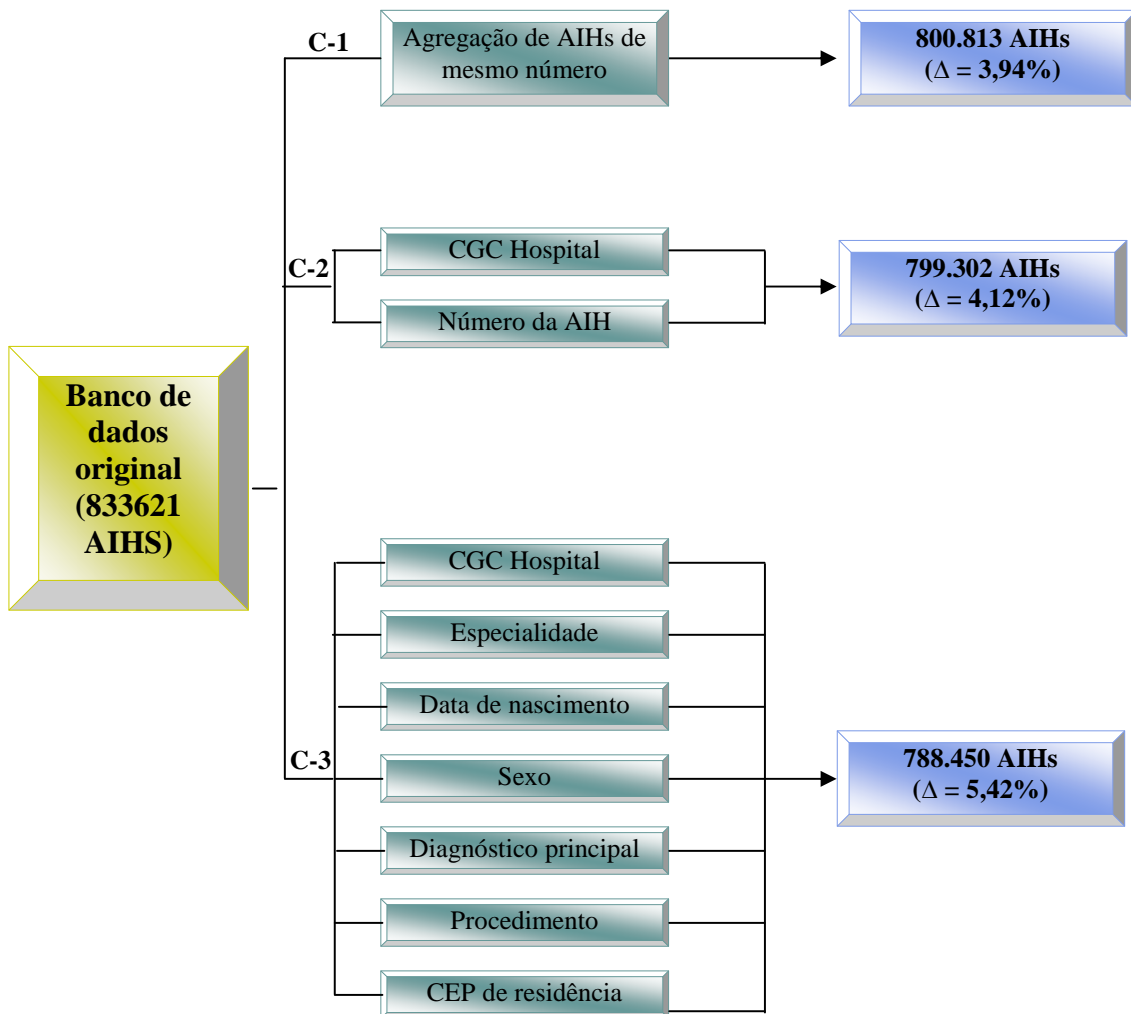 C-1
Agregação de AIHs de
mesmo número
800.813 AIHs
(Δ = 3,94%)
C-2
CGC Hospital
Número da AIH
799.302 AIHs
(Δ = 4,12%)
Banco de
dados
original
(833621
AIHS)
C-3
CGC Hospital
Especialidade
Data de nascimento
Sexo
Diagnóstico principal
Procedimento
CEP de residência
788.450 AIHs
(Δ = 5,42%)